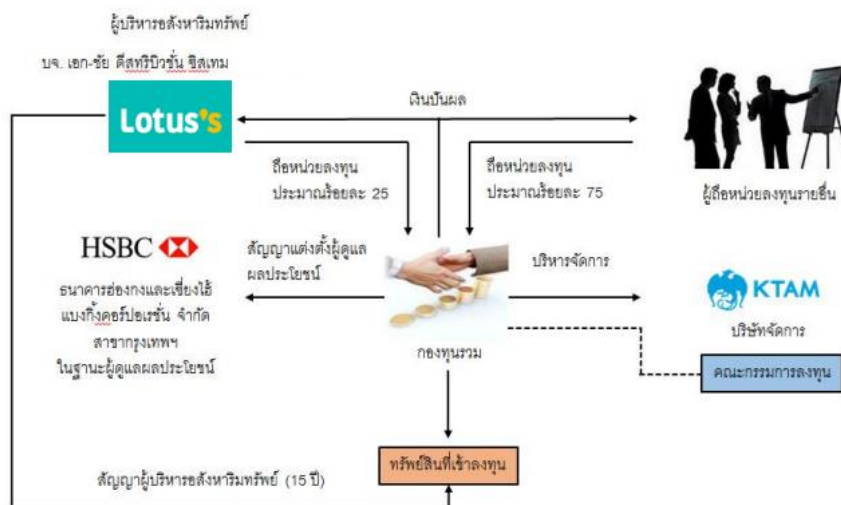 ผู้บริหารอสังหาริมทรัพย์
บจ. เอก-ชัย ดีสทริบิวชั่น ซิสเทม
Lotus's
เงินปันผล
ถือหน่วยลงทุน
ประมาณร้อยละ 25
ถือหน่วยลงทุน
ประมาณร้อยละ 75
ผู้ถือหน่วยลงทุนรายอื่น
HSBC
ธนาคารฮ่องกงและเซี่ยงไฮ้
แบงกิ้งคอร์ปอเรชั่น จำกัด
สาขากรุงเทพฯ
ในฐานะผู้ดูแลผลประโยชน์
สัญญาแต่งตั้งผู้ดูแล
ผลประโยชน์
บริหารจัดการ
KTAM
บริษัทจัดการ
กองทุนรวม
คณะกรรมการลงทุน
ทรัพย์สินที่เข้าลงทุน
สัญญาผู้บริหารอสังหาริมทรัพย์ (15 ปี)